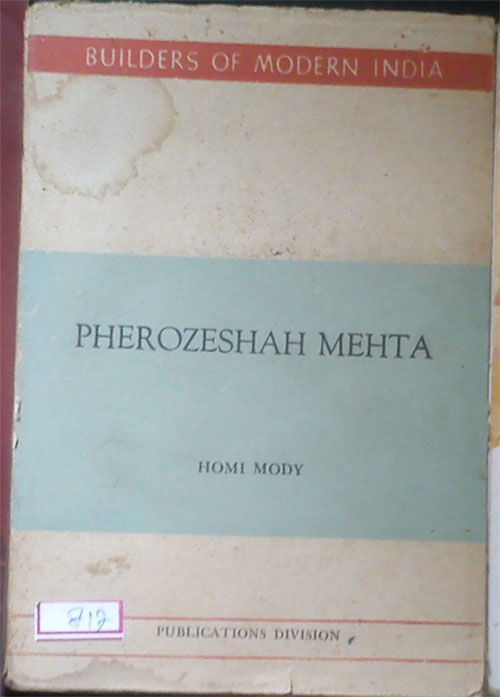 BUILDERS OF MODERN INDIA
PHEROZESHAH MEHTA
HOMI MODY
PUBLICATIONS DIVISION